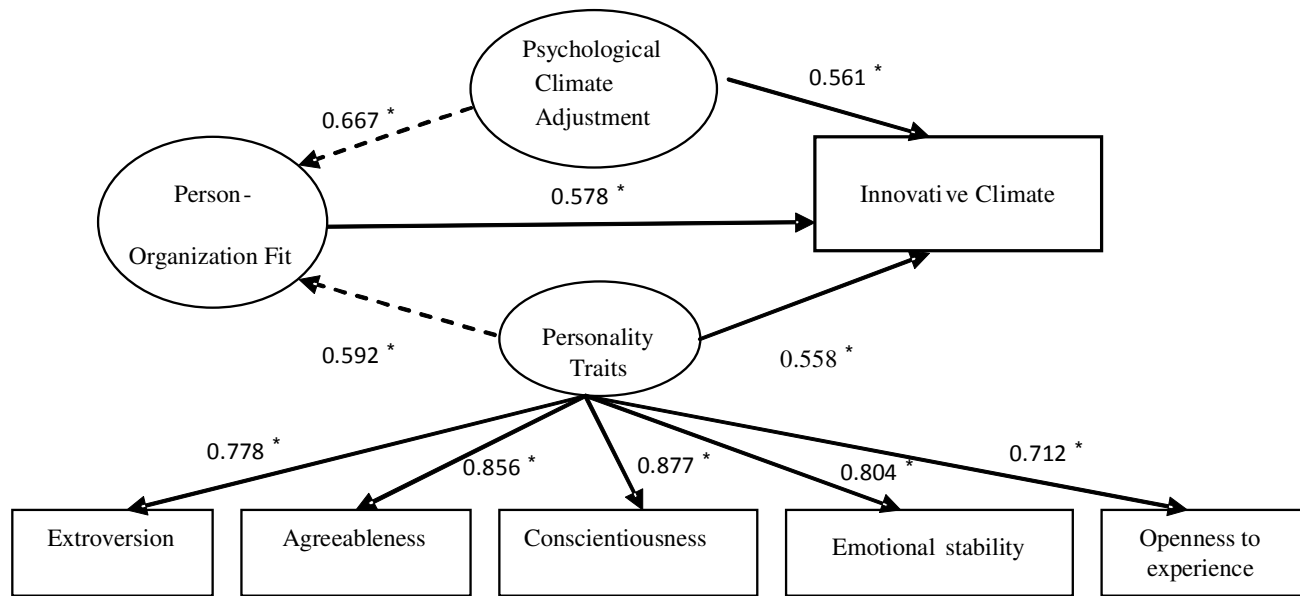 Psychological
Climate
Adjustment
0.561 *
0.667 *
Person-
Organization Fit
0.578 *
Innovative Climate
Personality
Traits
0.592 *
0.558 *
0.778 *
0.856 *
0.877 *
0.804 *
0.712 *
Extroversion
Agreeableness
Conscientiousness
Emotional stability
Openness to
experience